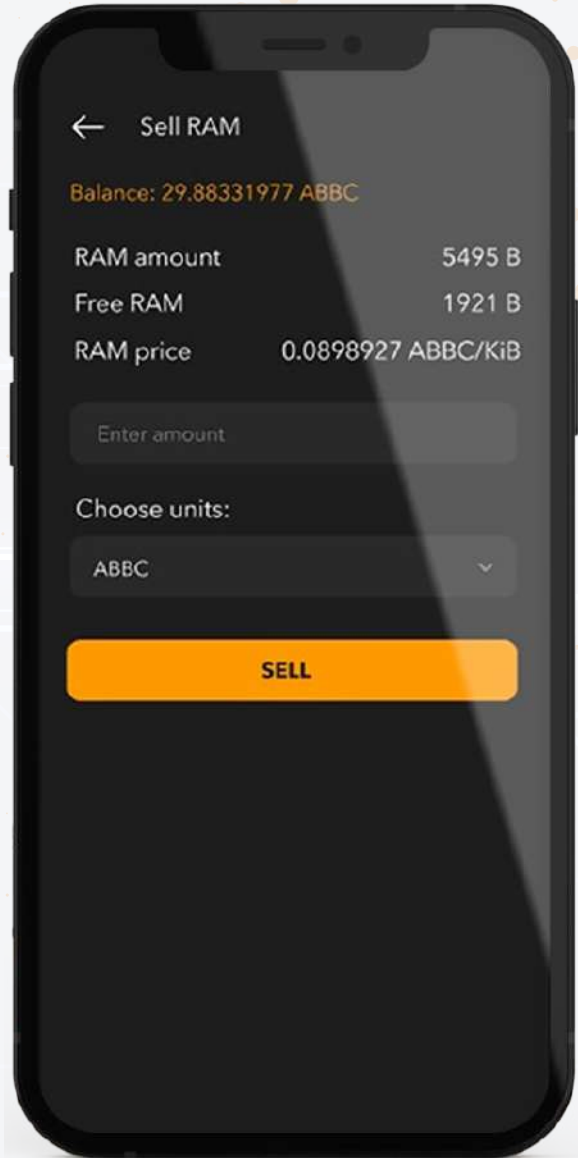 Sell RAM
Balance: 29.88331977 ABBC
RAM amount 5495 B
Free RAM 1921 B
RAM price 0.0898927 ABBC/KiB
Enter amount
Choose units:
ABBC
SELL